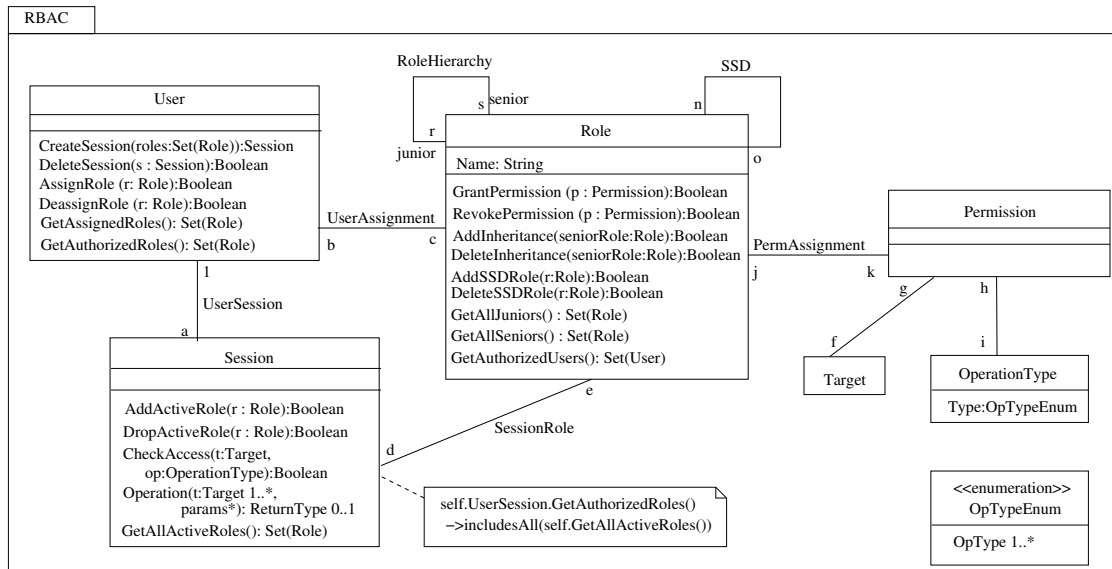 RBAC
RoleHierarchy
SSD
s
senior
n
r
junior
o
User
CreateSession(roles:Set(Role)):Session
DeleteSession(s : Session):Boolean
AssignRole (r: Role):Boolean
DeassignRole (r: Role):Boolean
GetAssignedRoles(): Set(Role)
GetAuthorizedRoles(): Set(Role)
UserAssignment
b
c
Role
Name: String
GrantPermission (p : Permission):Boolean
RevokePermission (p : Permission):Boolean
AddInheritance(seniorRole:Role):Boolean
DeleteInheritance(seniorRole:Role):Boolean
AddSSDRole(r:Role):Boolean
DeleteSSDRole(r:Role):Boolean
GetAllJuniors() : Set(Role)
GetAllSeniors() : Set(Role)
GetAuthorizedUsers(): Set(User)
PermAssignment
j
k
Permission
g
h
f
i
Target
OperationType
Type:OpTypeEnum
1
UserSession
a
Session
AddActiveRole(r : Role):Boolean
DropActiveRole(r : Role):Boolean
CheckAccess(t:Target,
op:OperationType):Boolean
Operation(t:Target 1..*,
params*): ReturnType 0..1
GetAllActiveRoles(): Set(Role)
d
e
SessionRole
self.UserSession.GetAuthorizedRoles()
−>includesAll(self.GetAllActiveRoles())
<<enumeration>>
OpTypeEnum
OpType 1..*